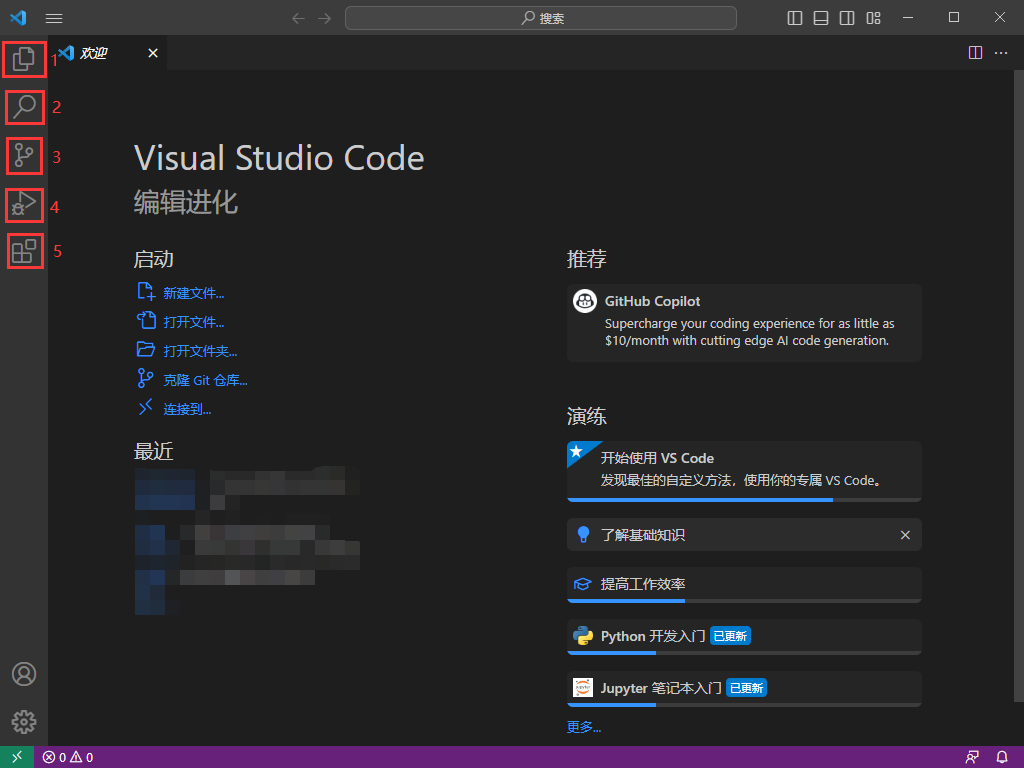 搜索
1
欢迎
2
3
4
5
Visual Studio Code
编辑进化
启动
新建文件...
打开文件...
打开文件夹...
克隆 Git 仓库...
连接到...
最近
推荐
GitHub Copilot
Supercharge your coding experience for as little as
$10/month with cutting edge AI code generation.
演练
开始使用 VS Code
发现最佳的自定义方法，使用你的专属 VS Code。
了解基础知识
提高工作效率
Python 开发入门 已更新
Jupyter 笔记本入门 已更新
更多...
0 0